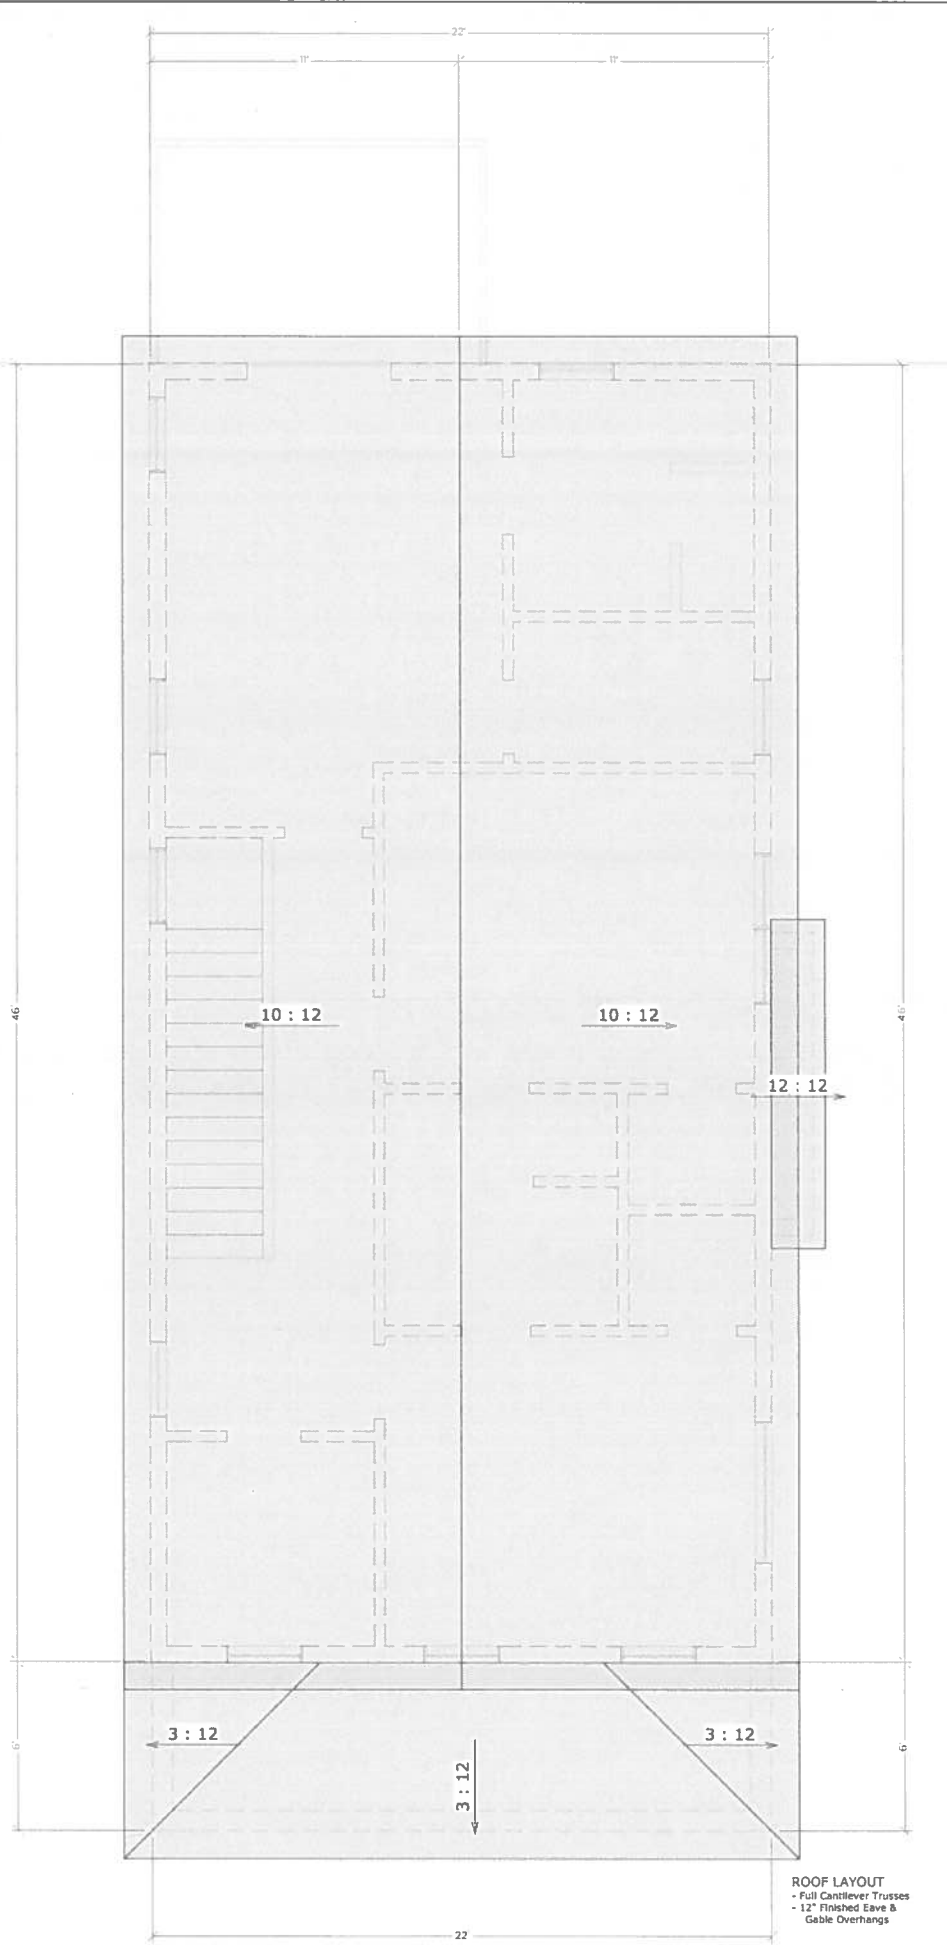 22'
11'
11'
10 : 12
10 : 12
46'
46'
12 : 12
3 : 12
3 : 12
3 : 12
6'
6'
ROOF LAYOUT
- Full Cantilever Trusses
- 12" Finished Eave &
Gable Overhangs
22